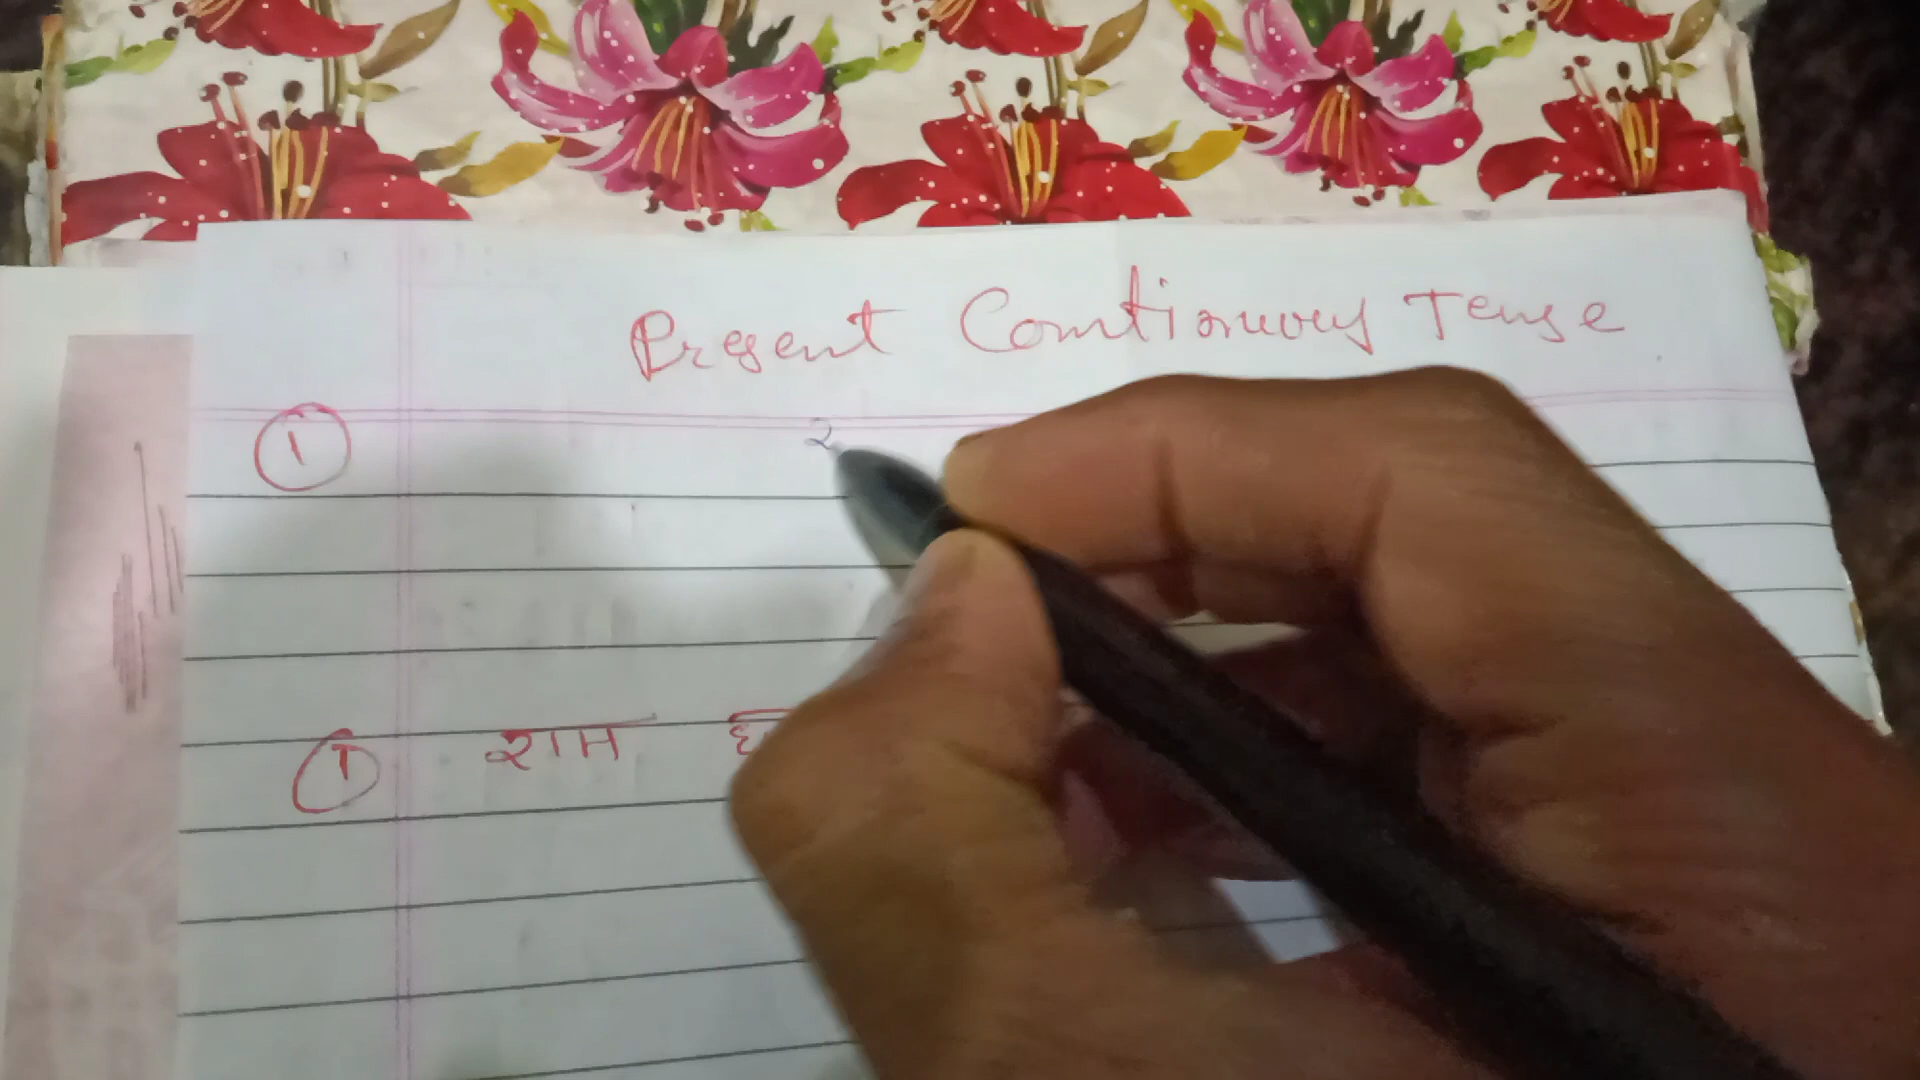 Present Continuous Tense
①
① राम